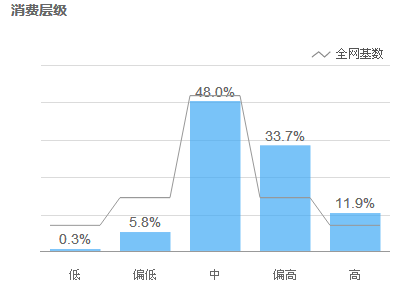 消费层级
全网基数
48.0%
33.7%
11.9%
5.8%
0.3%
低 偏低 中 偏高 高